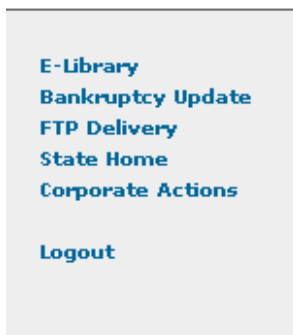 E-Library
Bankruptcy Update
FTP Delivery
State Home
Corporate Actions
Logout